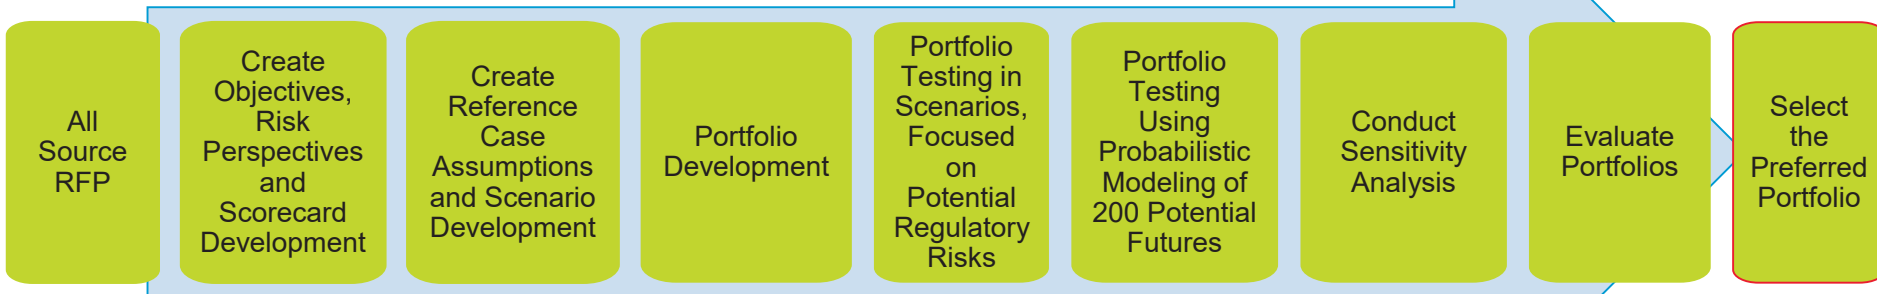 All
Source
RFP
Create
Objectives,
Risk
Perspectives
and
Scorecard
Development
Create
Reference
Case
Assumptions
and Scenario
Development
Portfolio
Development
Portfolio
Testing in
Scenarios,
Focused
on
Potential
Regulatory
Risks
Portfolio
Testing
Using
Probabilistic
Modeling of
200 Potential
Futures
Conduct
Sensitivity
Analysis
Evaluate
Portfolios
Select
the
Preferred
Portfolio